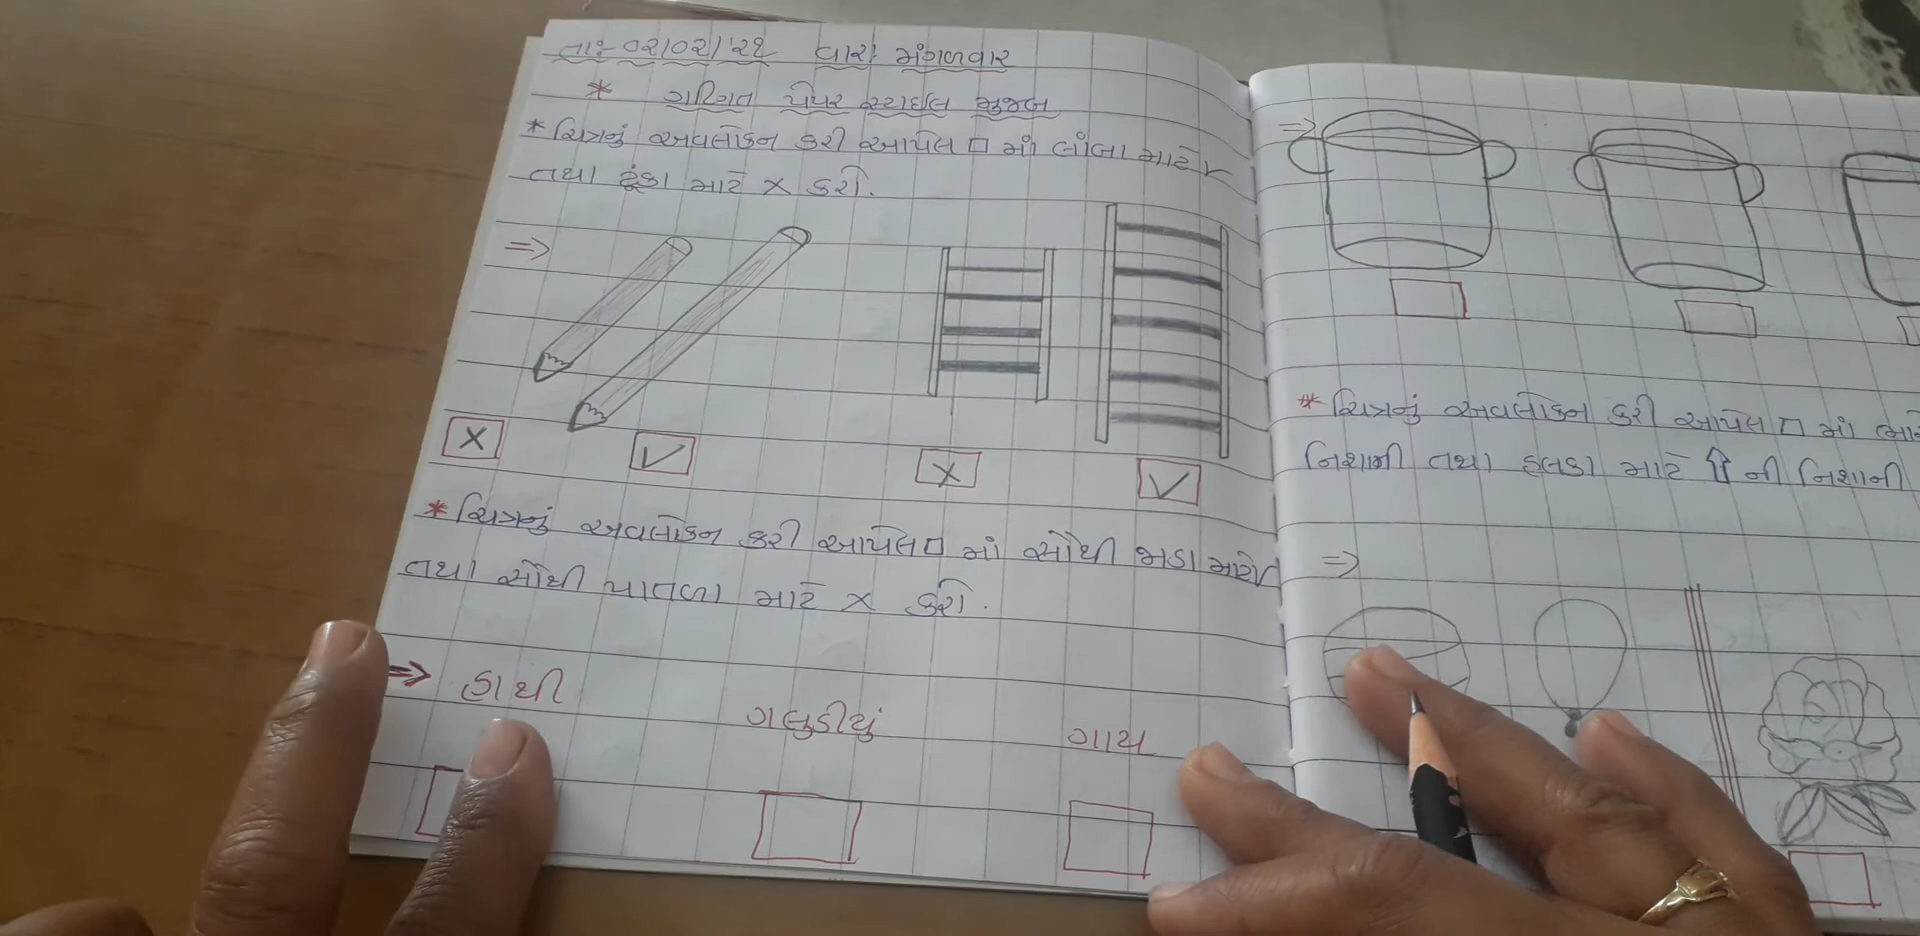 તાઃ- ૦૨/૦૨/'૨૧ વારઃ મંગળવાર
* ગણિત પેપર સ્ટાઈલ મુજબ
* ચિત્રનું અવલોકન કરી આપેલ □ માં લાંબા માટે ✓
તથા ટૂંકા માટે × કરો.
⇒
× ✓ × ✓
* ચિત્રનું અવલોકન કરી આપેલ □ માં સૌથી જાડા માટે ✓
તથા સૌથી પાતળા માટે × કરો.
⇒ હાથી ગલુડીયું ગાય
⇒
* ચિત્રનું અવલોકન કરી આપેલ □ માં
નિશાની તથા હલકા માટે ⇑ ની નિશાની
⇒